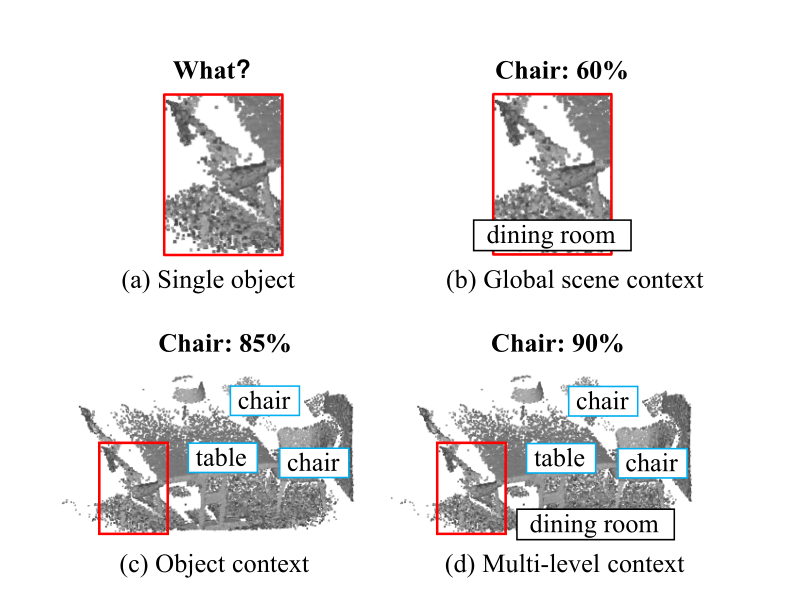 What?
Chair: 60%
dining room
(a) Single object
(b) Global scene context
Chair: 85%
Chair: 90%
chair
table
chair
chair
table
chair
dining room
(c) Object context
(d) Multi-level context